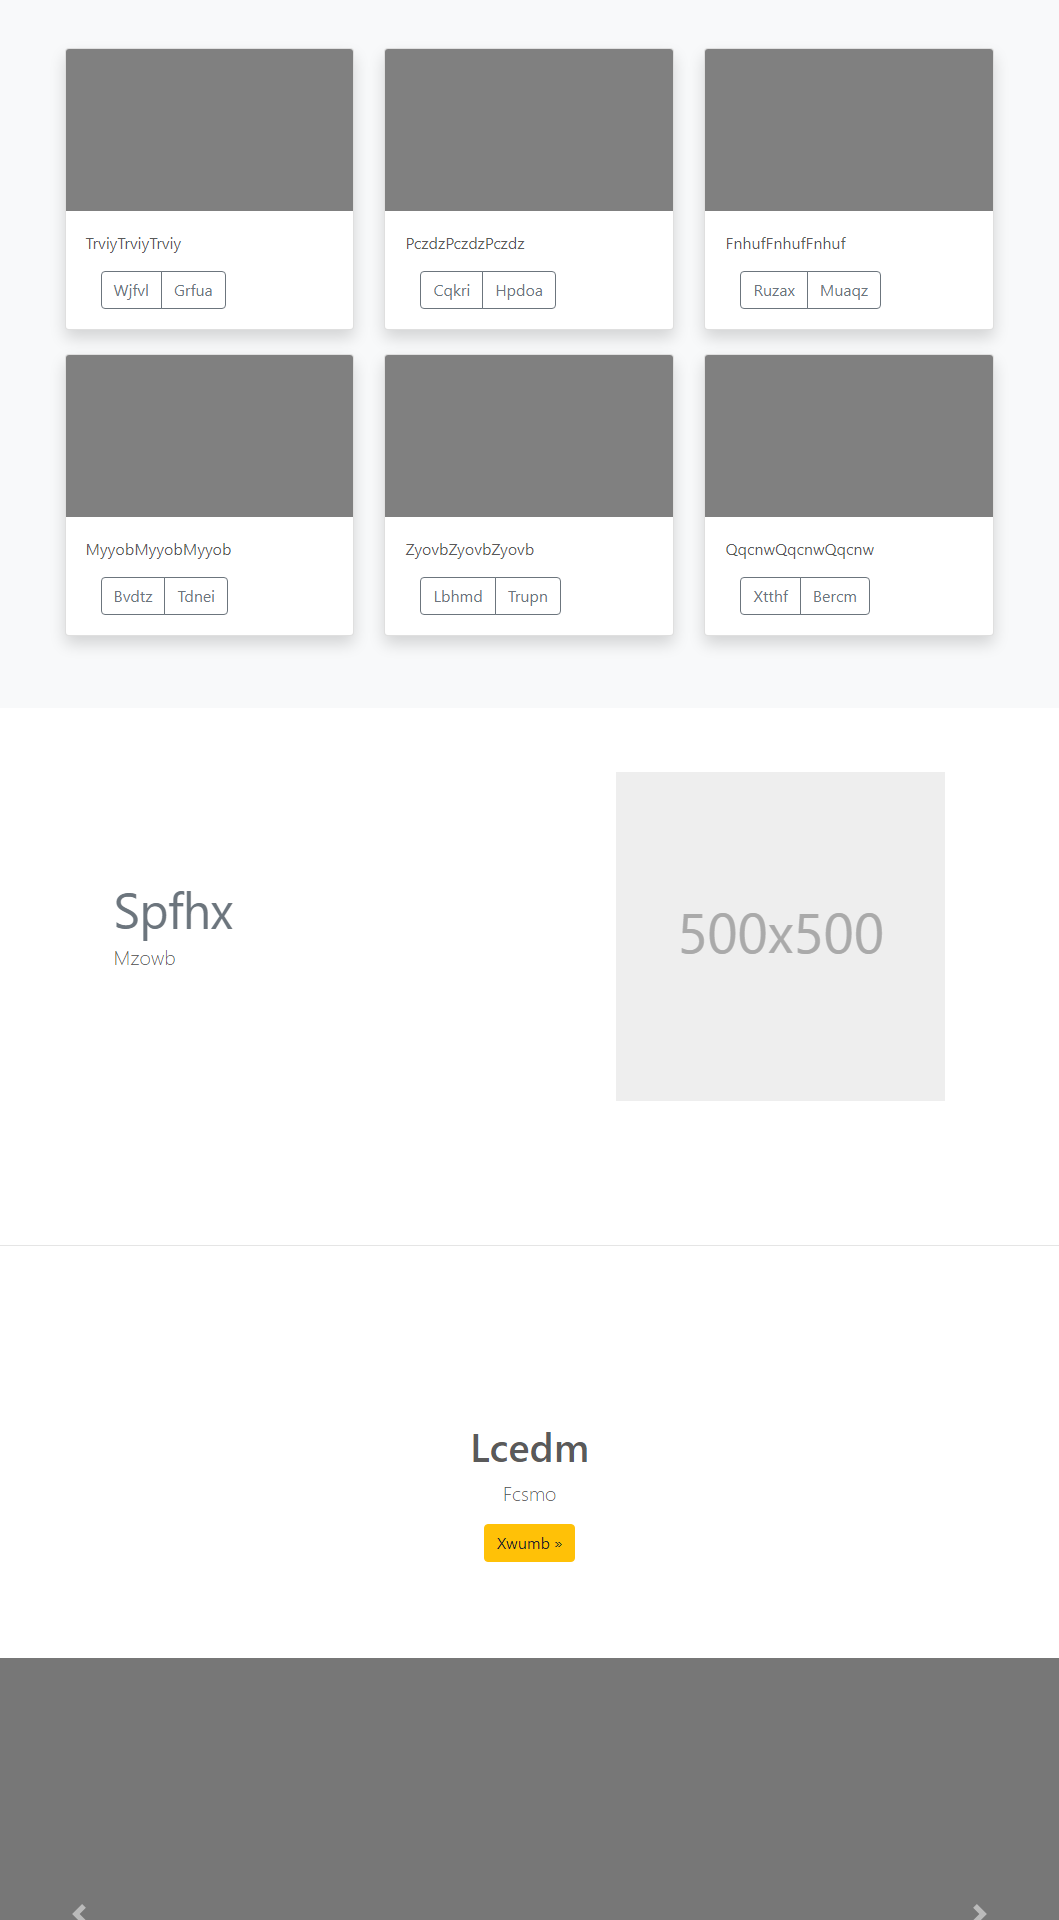 TrviyTrviyTrviy
Wjfvl Grfua
PczdzPczdzPczdz
Cqkri Hpdoa
FnhufFnhufFnhuf
Ruzax Muaqz
MyyobMyyobMyyob
Bvdtz Tdnei
ZyovbZyovbZyovb
Lbhmd Trupn
QqcnwQqcnwQqcnw
Xtthf Bercm
Spfhx
Mzowb
500x500
Lcedm
Fcsmo
Xwumb »